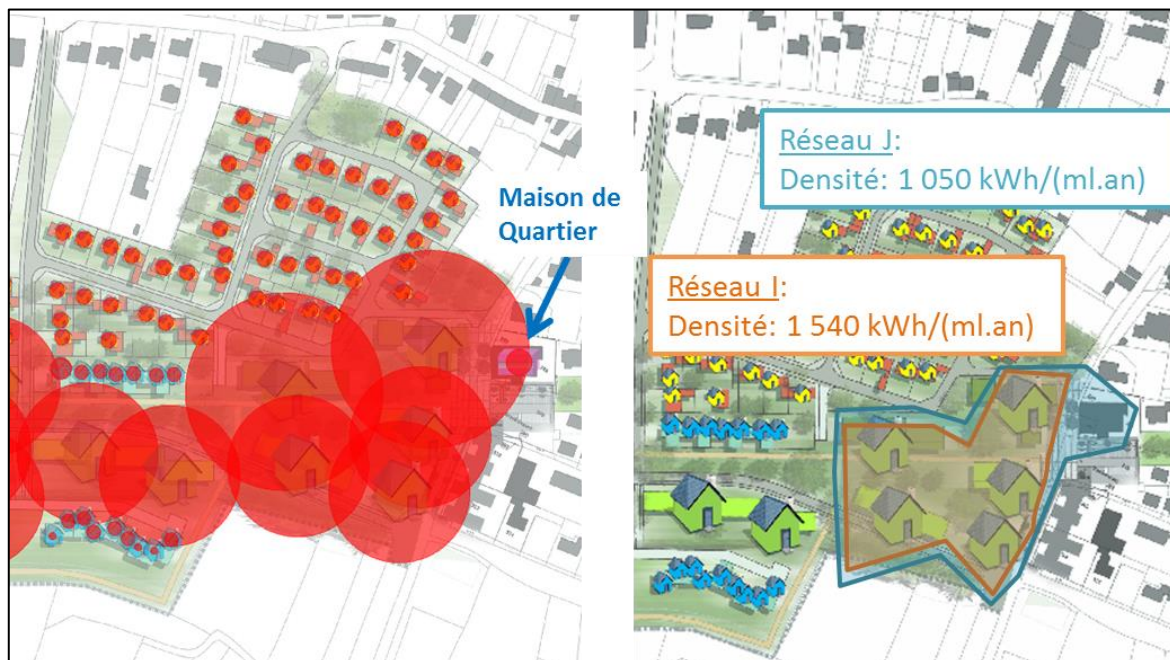 Maison de
Quartier
Réseau J:
Densité: 1 050 kWh/(ml.an)
Réseau I:
Densité: 1 540 kWh/(ml.an)